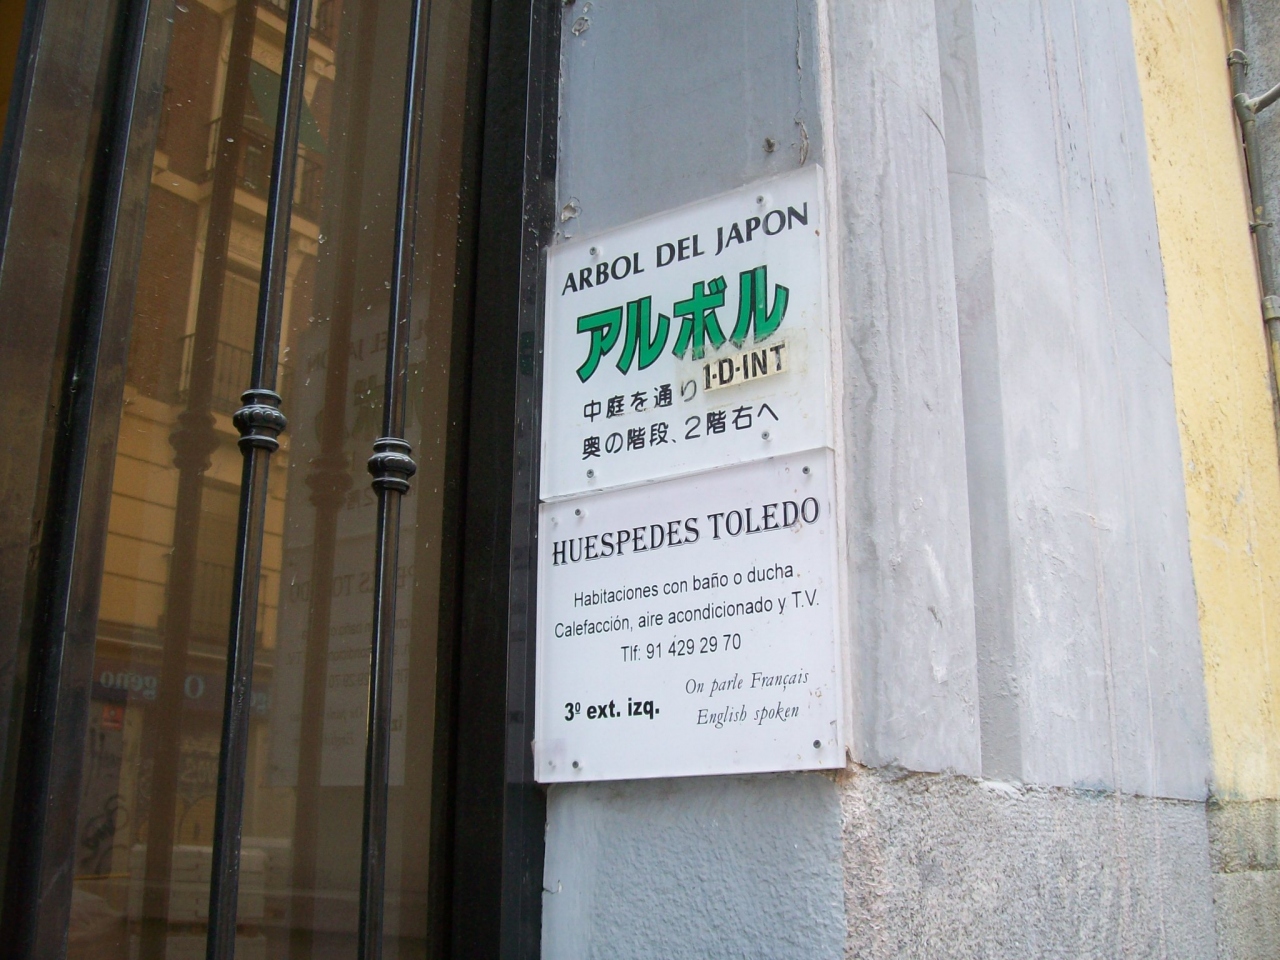 ARBOL DEL JAPON
アルボル
1-D-INT
中庭を通り
奥の階段、2階右へ
HUESPEDES TOLEDO
Habitaciones con baño o ducha.
Calefacción, aire acondicionado y T.V.
Tlf: 91 429 29 70
On parle Français
3º ext. izq.
English spoken